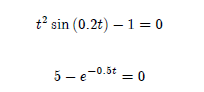 t² sin (0.2t) − 1 = 0
5 − e^{−0.5t} = 0